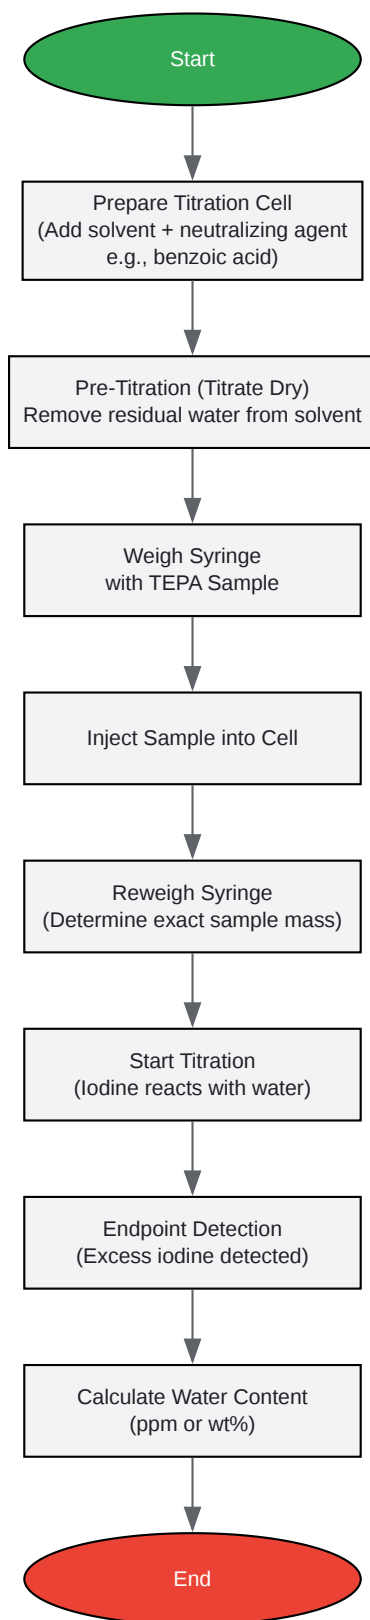 Start
Prepare Titration Cell
(Add solvent + neutralizing agent
e.g., benzoic acid)
Pre-Titration (Titrate Dry)
Remove residual water from solvent
Weigh Syringe
with TEPA Sample
Inject Sample into Cell
Reweigh Syringe
(Determine exact sample mass)
Start Titration
(Iodine reacts with water)
Endpoint Detection
(Excess iodine detected)
Calculate Water Content
(ppm or wt%)
End